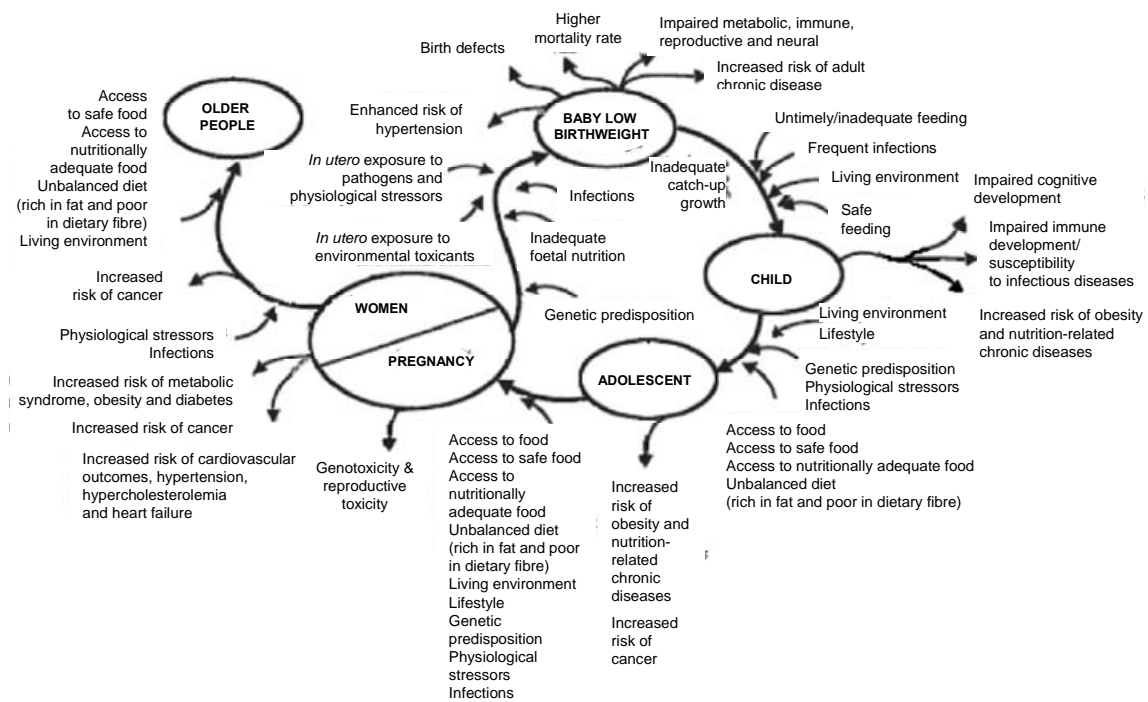 Higher
mortality rate
Impaired metabolic, immune,
reproductive and neural
Birth defects
Increased risk of adult
chronic disease
Enhanced risk of
hypertension
BABY LOW
BIRTHWEIGHT
OLDER
PEOPLE
Access
to safe food
Access to
nutritionally
adequate food
Unbalanced diet
(rich in fat and poor
in dietary fibre)
Living environment
In utero exposure to
pathogens and
physiological stressors
Infections
Inadequate
catch-up
growth
Untimely/inadequate feeding
Frequent infections
Living environment
Safe
feeding
Impaired cognitive
development
Impaired immune
development/
susceptibility
to infectious diseases
Increased risk of obesity
and nutrition-related
chronic diseases
In utero exposure to
environmental toxicants
Inadequate
foetal nutrition
CHILD
Increased
risk of cancer
WOMEN
PREGNANCY
Genetic predisposition
Living environment
Lifestyle
Physiological stressors
Infections
Genetic predisposition
Physiological stressors
Infections
ADOLESCENT
Increased risk of metabolic
syndrome, obesity and diabetes
Increased risk of cancer
Increased risk of cardiovascular
outcomes, hypertension,
hypercholesterolemia
and heart failure
Genotoxicity &
reproductive
toxicity
Access to food
Access to safe food
Access to
nutritionally
adequate food
Unbalanced diet
(rich in fat and poor
in dietary fibre)
Living environment
Lifestyle
Genetic
predisposition
Physiological
stressors
Infections
Increased
risk of
obesity and
nutrition-
related
chronic
diseases
Increased
risk of
cancer
Access to food
Access to safe food
Access to nutritionally adequate food
Unbalanced diet
(rich in fat and poor in dietary fibre)